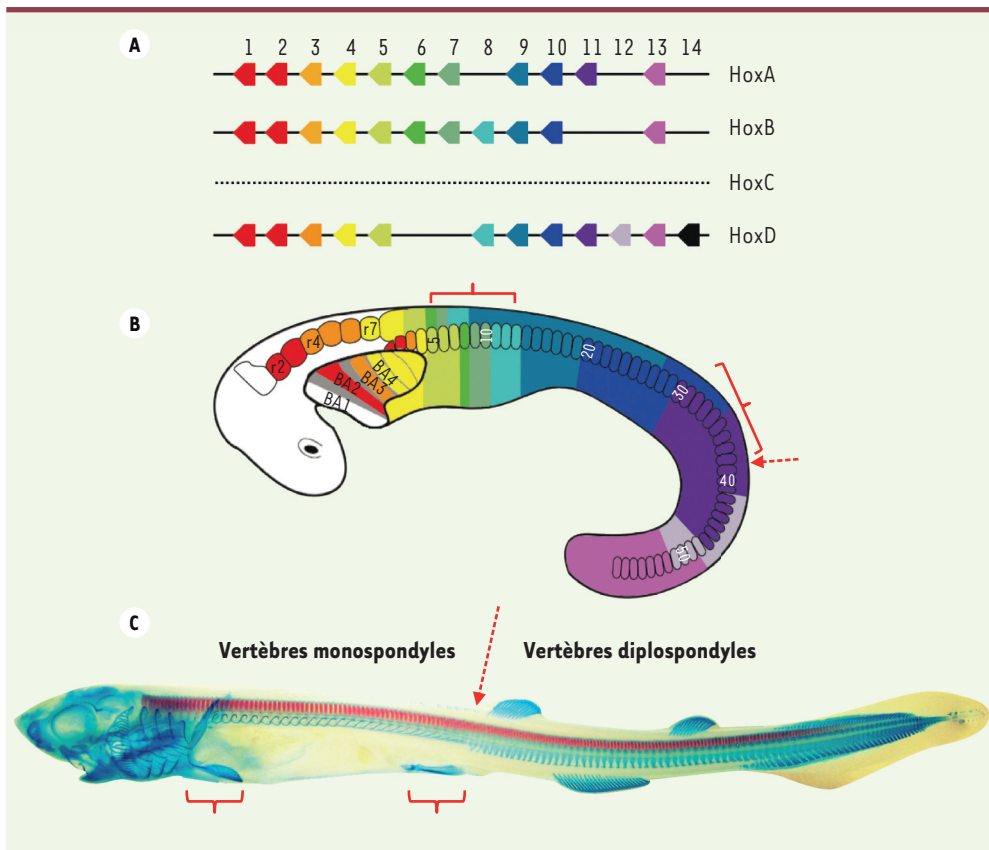 A
1 2 3 4 5 6 7 8 9 10 11 12 13 14
HoxA
HoxB
HoxC
HoxD
B
r2
r4
r7
BA1
BA2
BA3
BA4
5
10
20
30
40
50
C
Vertèbres monospondyles
Vertèbres diplospondyles